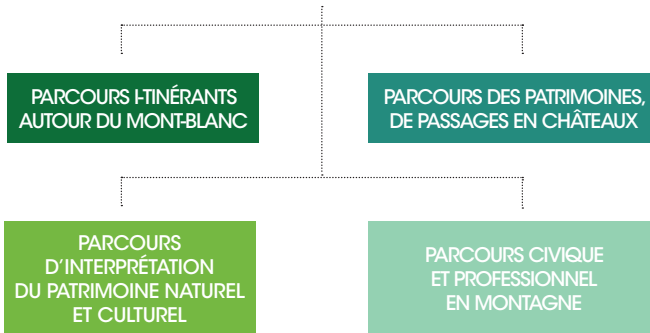 PARCOURS I-TINÉRANTS
AUTOUR DU MONT-BLANC
PARCOURS DES PATRIMOINES,
DE PASSAGES EN CHÂTEAUX
PARCOURS
D'INTERPRÉTATION
DU PATRIMOINE NATUREL
ET CULTUREL
PARCOURS CIVIQUE
ET PROFESSIONNEL
EN MONTAGNE